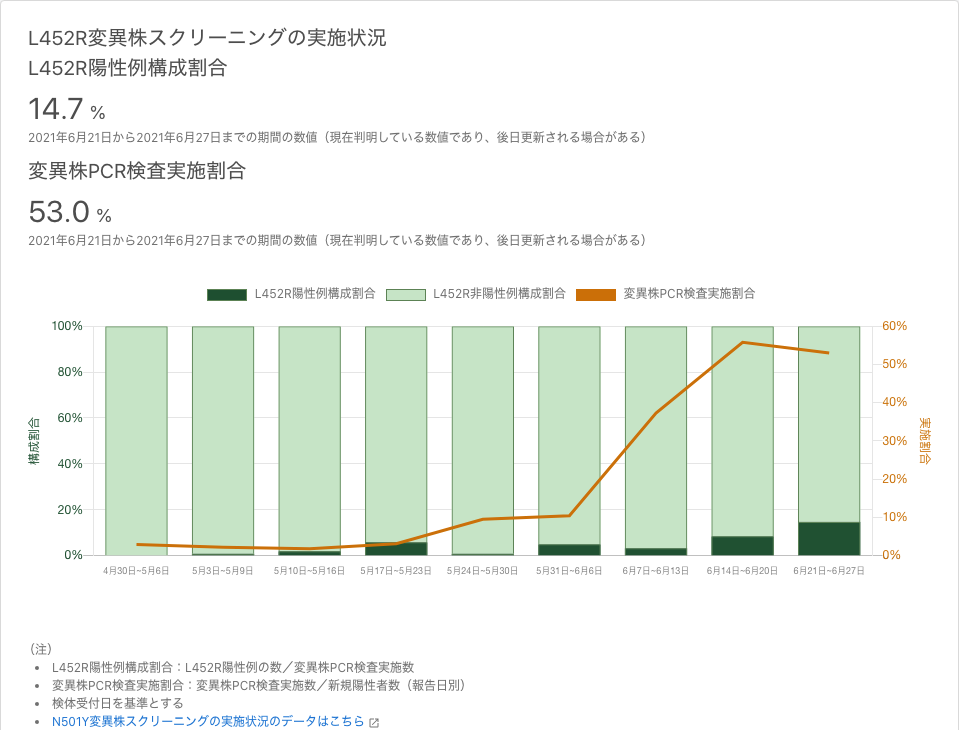 L452R変異株スクリーニングの実施状況
L452R陽性例構成割合
14.7 %
2021年6月21日から2021年6月27日までの期間の数値（現在判明している数値であり、後日更新される場合がある）
変異株PCR検査実施割合
53.0 %
2021年6月21日から2021年6月27日までの期間の数値（現在判明している数値であり、後日更新される場合がある）
L452R陽性例構成割合 L452R非陽性例構成割合 変異株PCR検査実施割合
100%
80%
60%
40%
20%
0%
構成割合
60%
50%
40%
30%
20%
10%
0%
実施割合
4月30日~5月6日 5月3日~5月9日 5月10日~5月16日 5月17日~5月23日 5月24日~5月30日 5月31日~6月6日 6月7日~6月13日 6月14日~6月20日 6月21日~6月27日
（注）
• L452R陽性例構成割合：L452R陽性例の数／変異株PCR検査実施数
• 変異株PCR検査実施割合：変異株PCR検査実施数／新規陽性者数（報告日別）
• 検体受付日を基準とする
• N501Y変異株スクリーニングの実施状況のデータはこちら